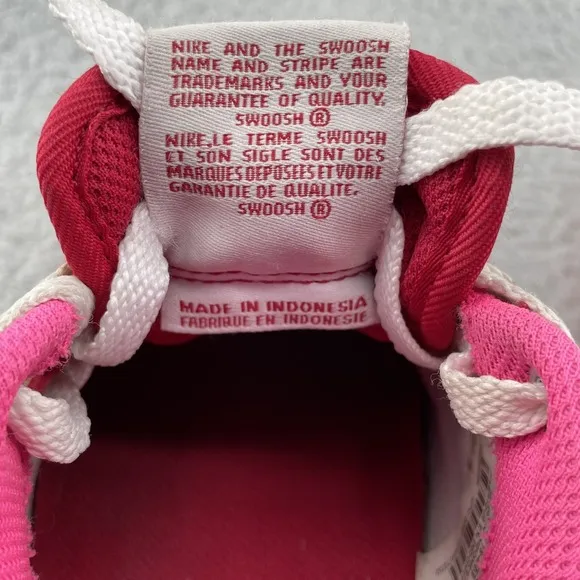 NIKE AND THE SWOOSH
NAME AND STRIPE ARE
TRADEMARKS AND YOUR
GUARANTEE OF QUALITY.
SWOOSH ®
NIKE, LE TERME SWOOSH
ET SON SIGLE SONT DES
MARQUES DEPOSÉES ET VOTRE
GARANTIE DE QUALITE.
SWOOSH ®
MADE IN INDONESIA
FABRIQUE EN INDONESIE